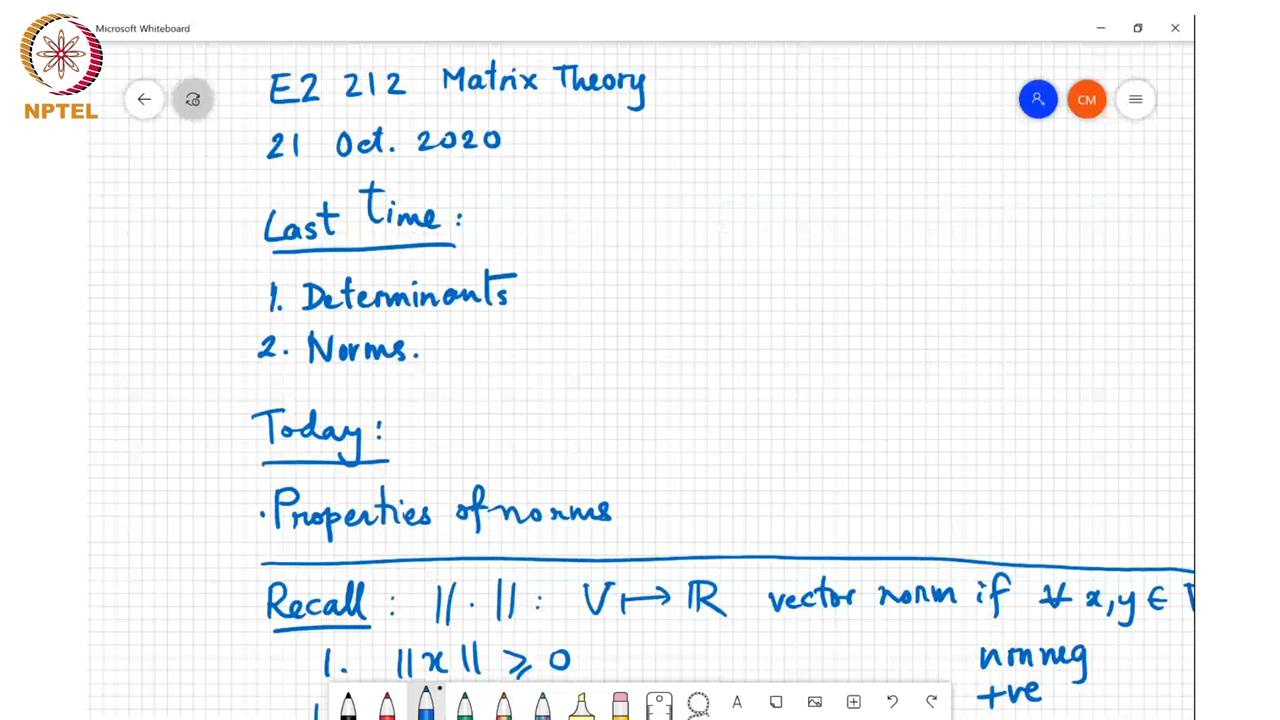 Microsoft Whiteboard
NPTEL
CM
E2 212 Matrix Theory
21 Oct. 2020
Last time:
1. Determinants
2. Norms.
Today:
· Properties of norms
Recall: ||·||: V ↦ ℝ vector norm if ∀ x, y ∈
1. ||x|| ⩾ 0 nonneg
+ve